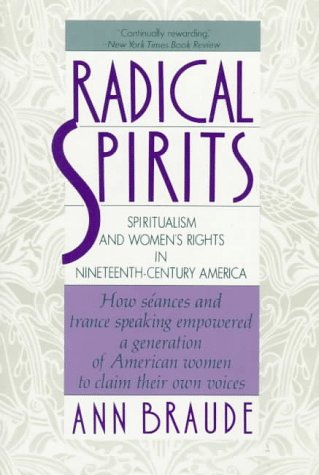 "Continually rewarding."
New York Times Book Review
RADICAL
SPIRITS
SPIRITUALISM
AND WOMEN'S RIGHTS
IN
NINETEENTH-CENTURY AMERICA
How séances and
trance speaking empowered
a generation
of American women
to claim their own voices
ANN BRAUDE